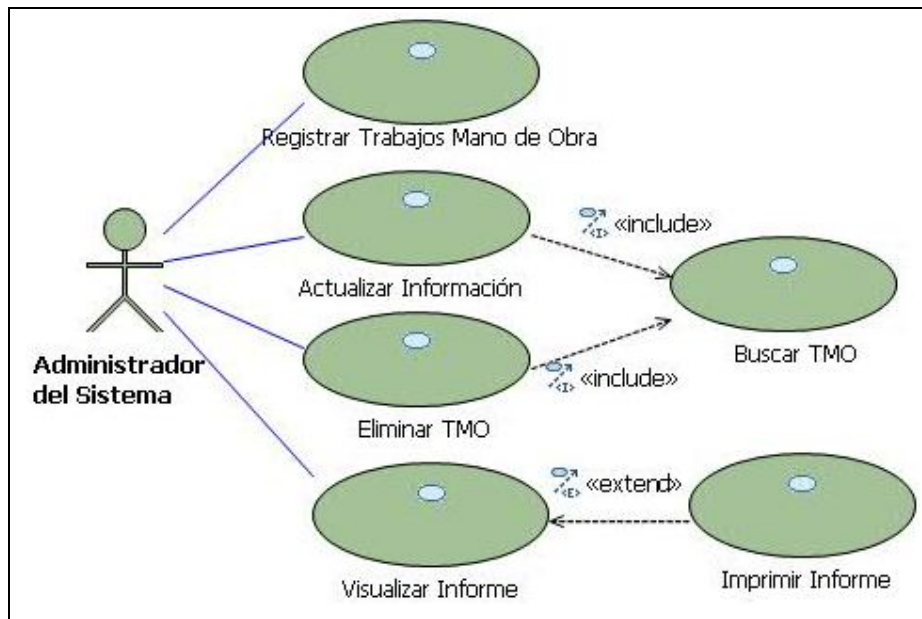 Registrar Trabajos Mano de Obra
<I>
«include»
Actualizar Información
Buscar TMO
Administrador
del Sistema
<I>
«include»
Eliminar TMO
<E>
«extend»
Visualizar Informe
Imprimir Informe